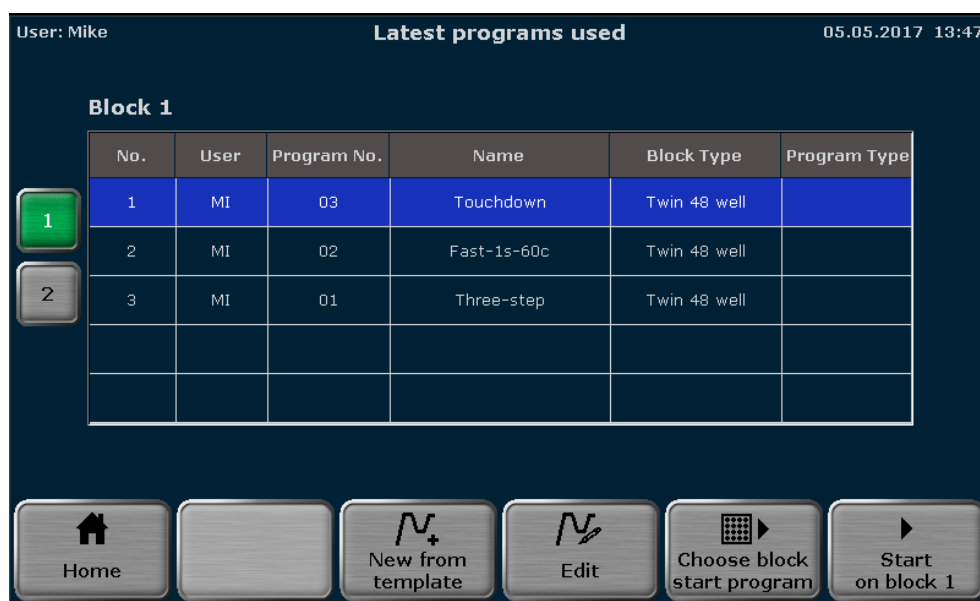 User: Mike Latest programs used 05.05.2017 13:47
Block 1
No. User Program No. Name Block Type Program Type
1 MI 03 Touchdown Twin 48 well
1
2 MI 02 Fast-1s-60c Twin 48 well
2
3 MI 01 Three-step Twin 48 well
Home
New from
template
Edit
Choose block
start program
Start
on block 1